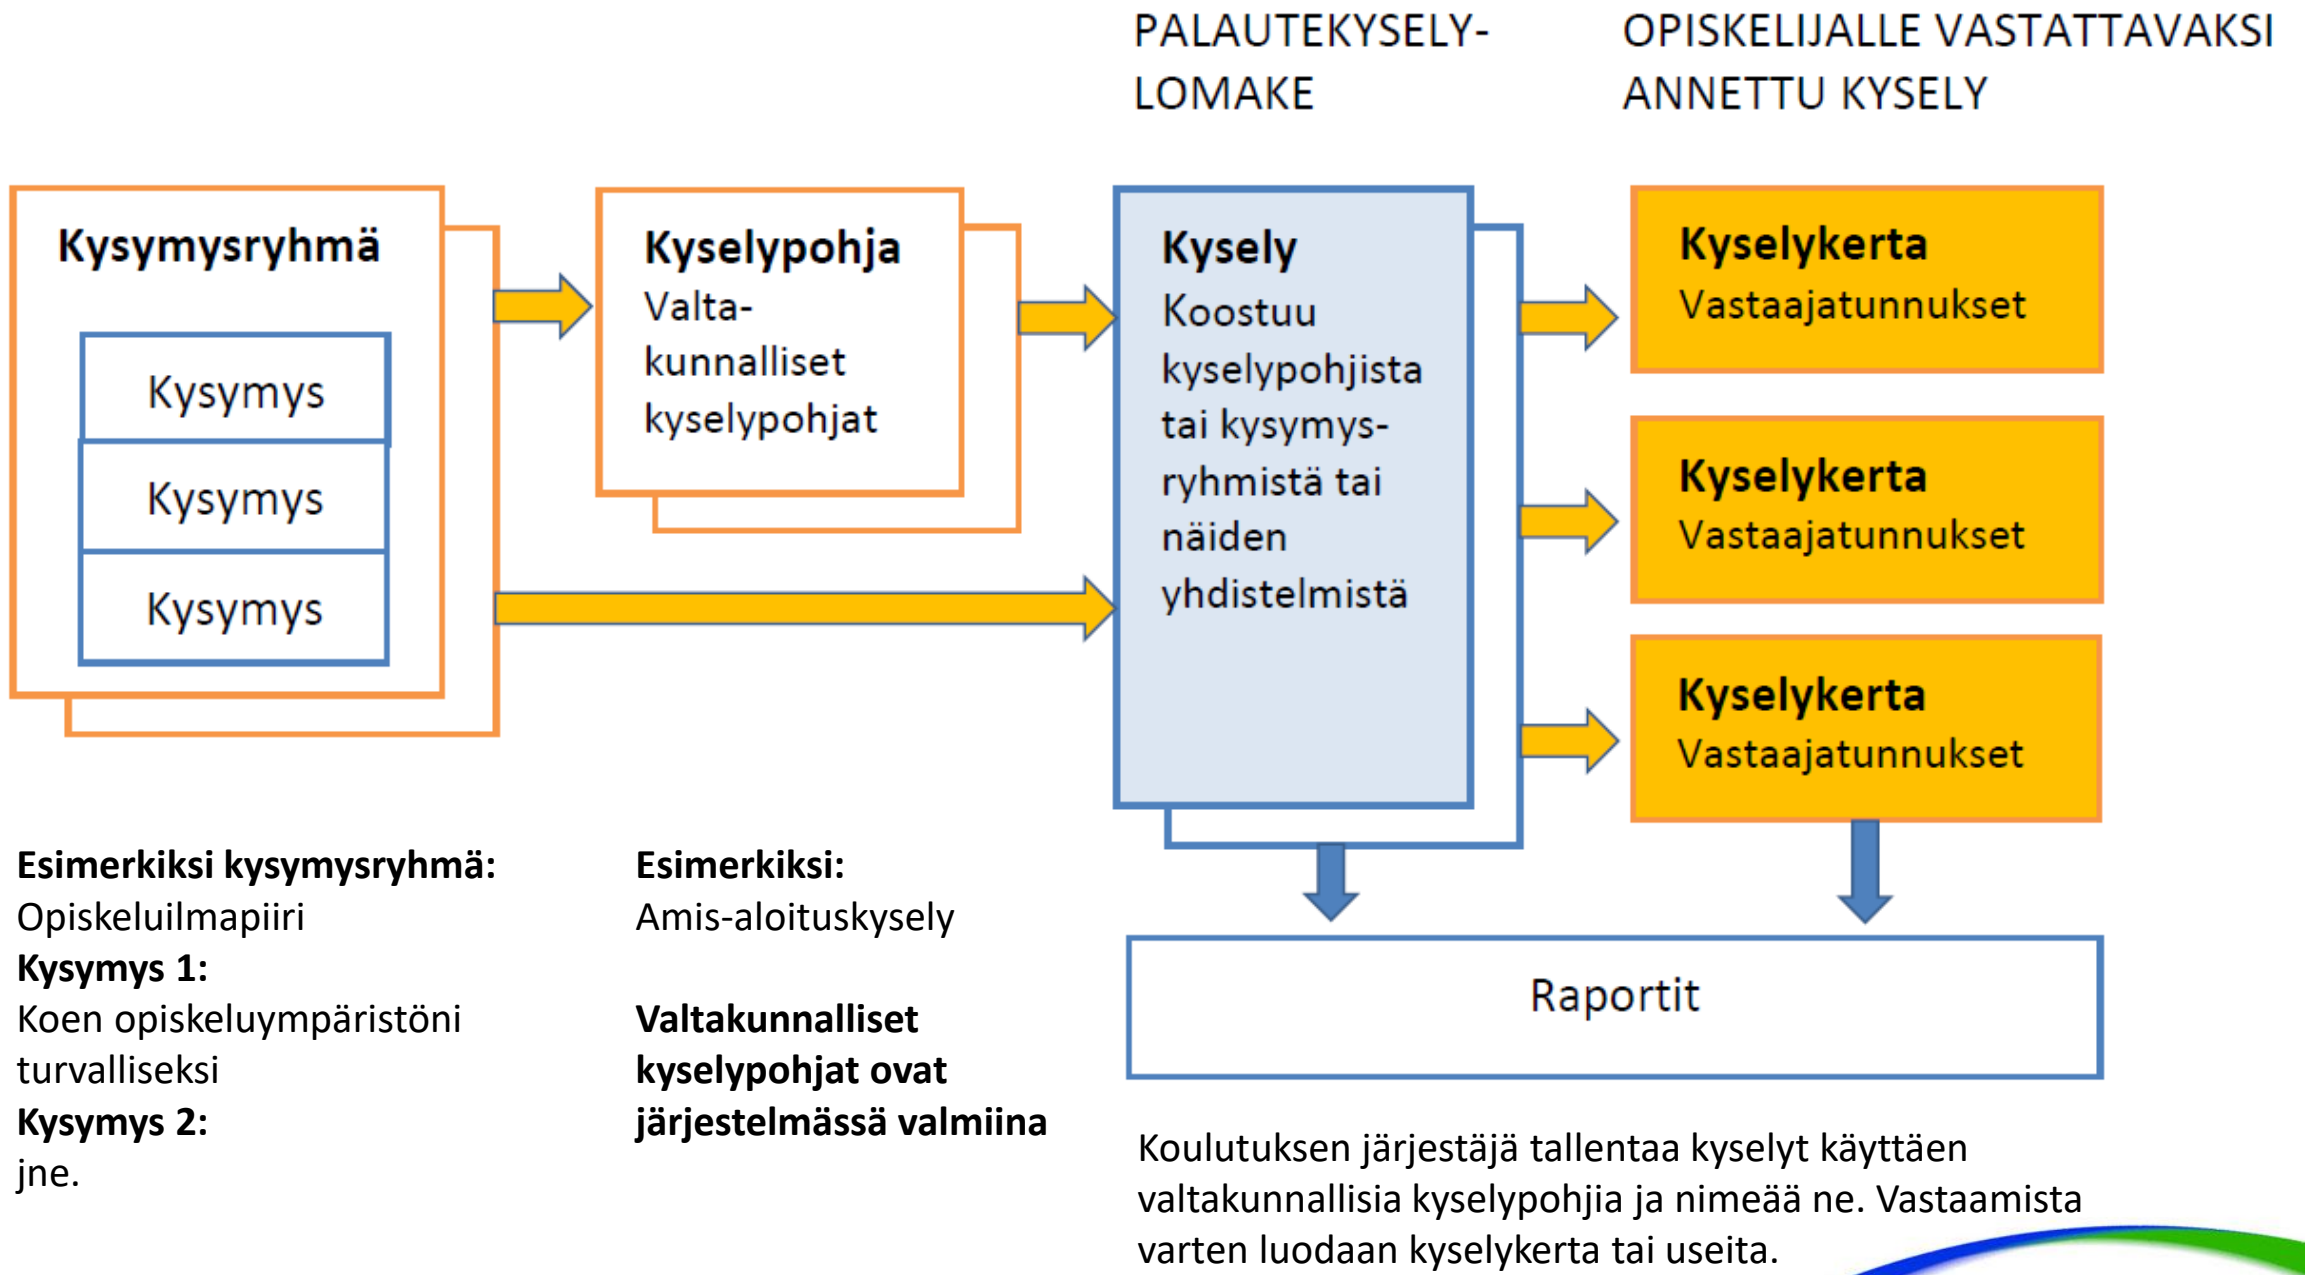 PALAUTEKYSELY-
LOMAKE
OPISKELIJALLE VASTATTAVAKSI
ANNETTU KYSELY
Kysymysryhmä
Kysymys
Kysymys
Kysymys
Kyselypohja
Valta-
kunnalliset
kyselypohjat
Kysely
Koostuu
kyselypohjista
tai kysymys-
ryhmistä tai
näiden
yhdistelmistä
Kyselykerta
Vastaajatunnukset
Kyselykerta
Vastaajatunnukset
Kyselykerta
Vastaajatunnukset
Esimerkiksi kysymysryhmä:
Opiskeluilmapiiri
Kysymys 1:
Koen opiskeluympäristöni
turvalliseksi
Kysymys 2:
jne.
Esimerkiksi:
Amis-aloituskysely
Valtakunnalliset
kyselypohjat ovat
järjestelmässä valmiina
Raportit
Koulutuksen järjestäjä tallentaa kyselyt käyttäen
valtakunnallisia kyselypohjia ja nimeää ne. Vastaamista
varten luodaan kyselykerta tai useita.